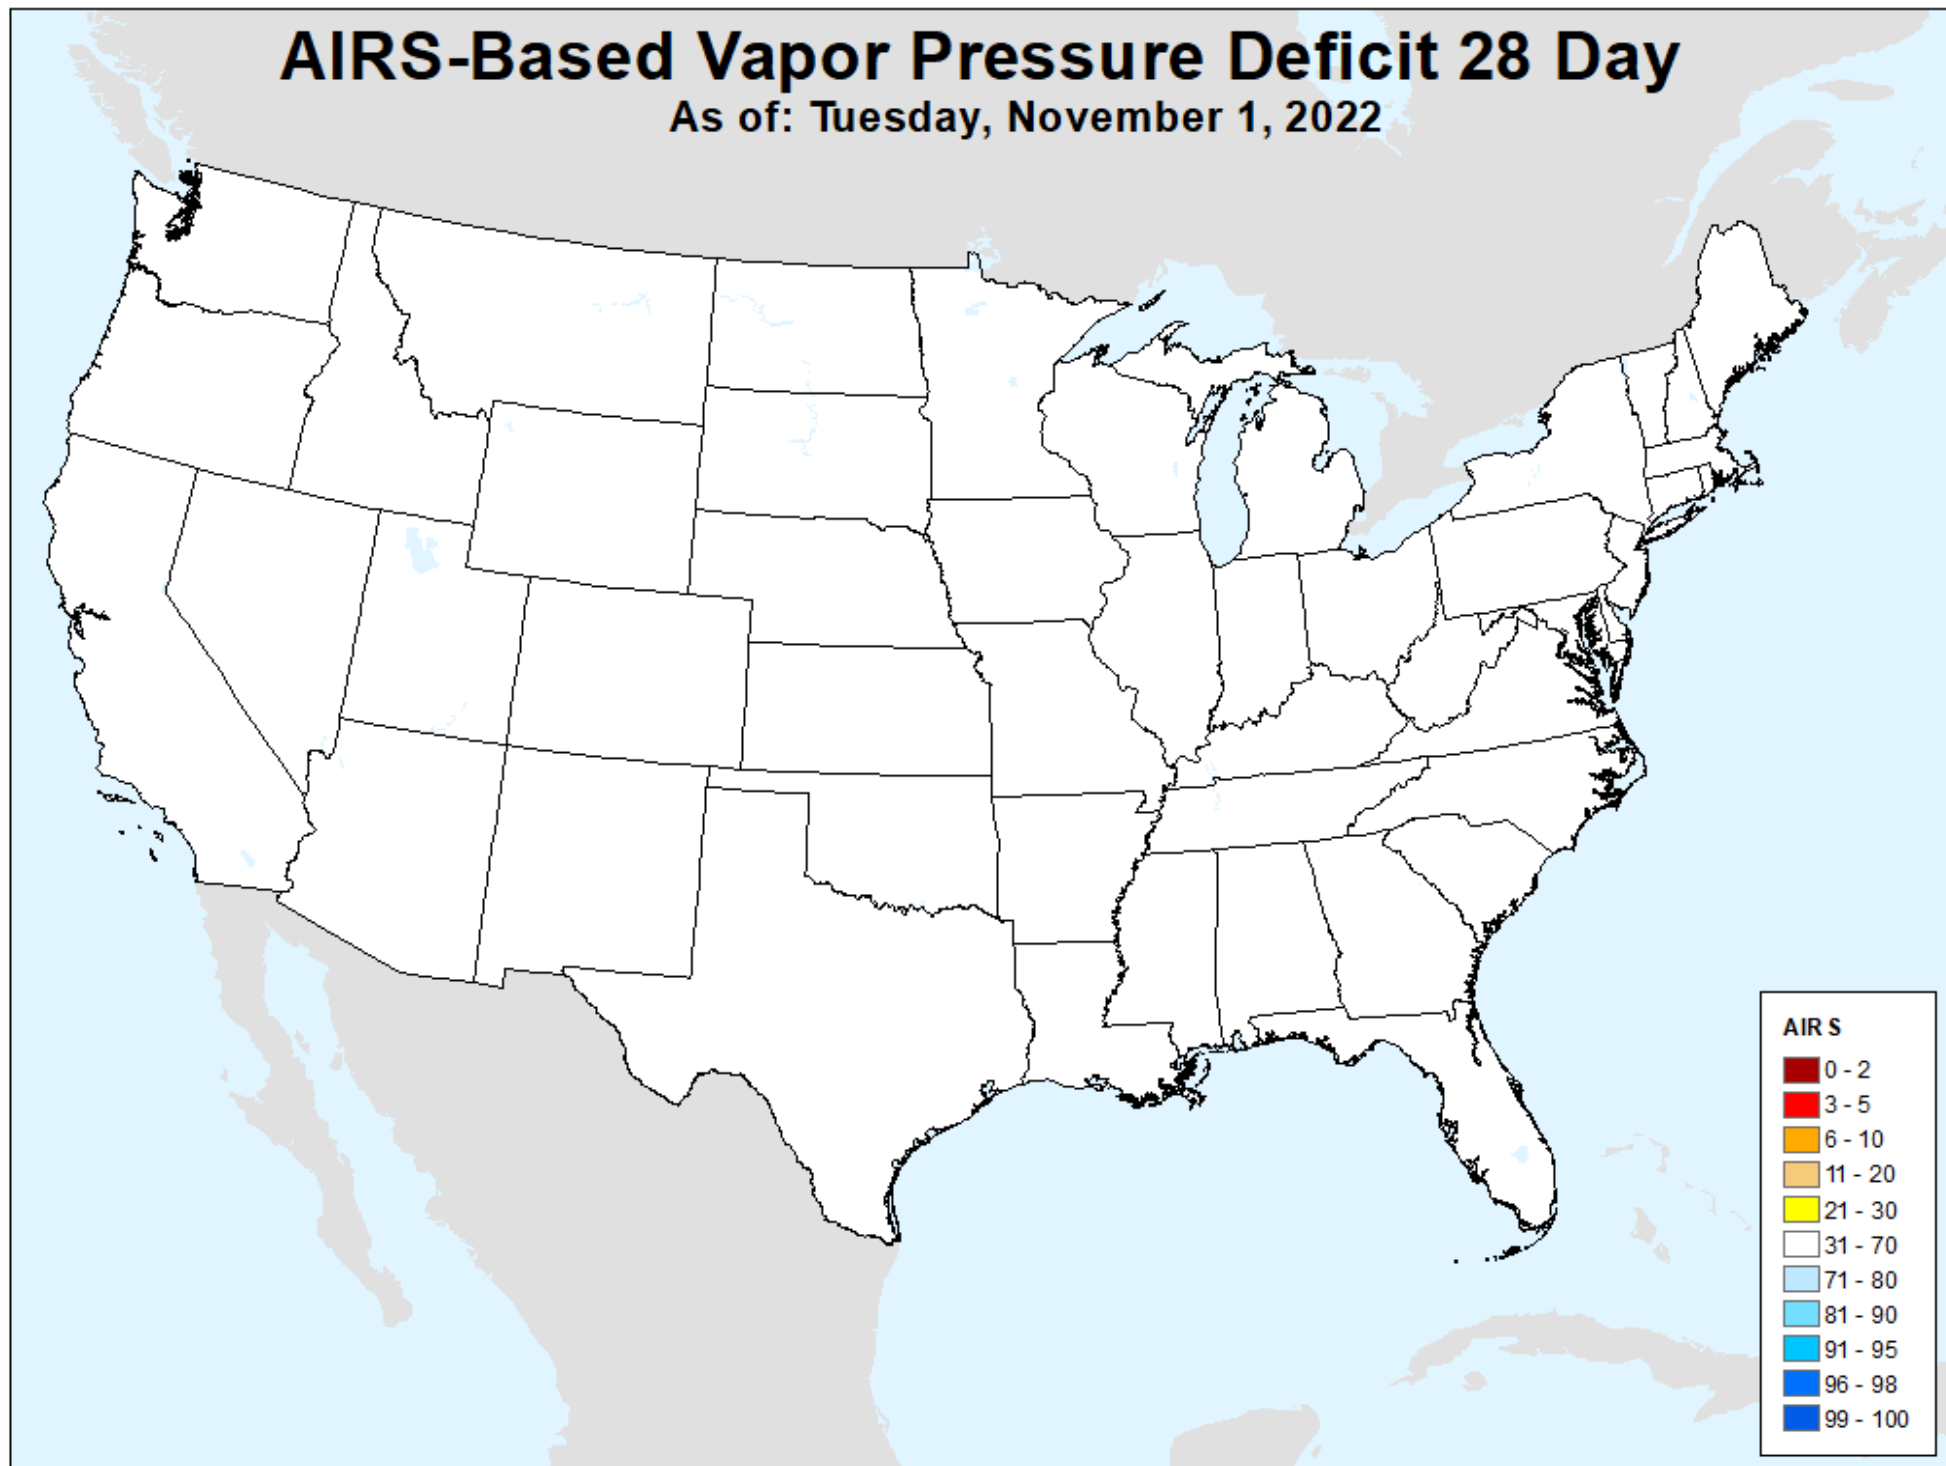 AIRS-Based Vapor Pressure Deficit 28 Day
As of: Tuesday, November 1, 2022
AIRS
0 - 2
3 - 5
6 - 10
11 - 20
21 - 30
31 - 70
71 - 80
81 - 90
91 - 95
96 - 98
99 - 100